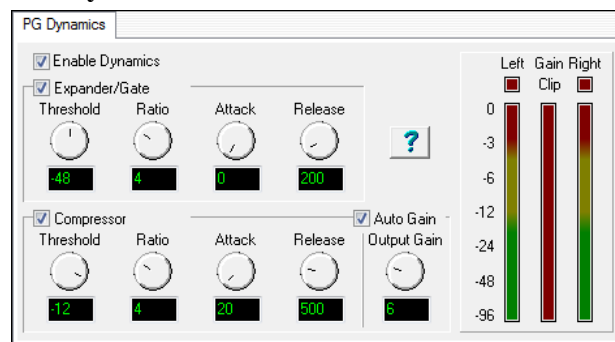 PG Dynamics
Enable Dynamics
Expander/Gate
Threshold Ratio Attack Release
-48 4 0 200
?
Compressor
Auto Gain
Threshold Ratio Attack Release Output Gain
-12 4 20 500 6
Left Gain Right
Clip
0
-3
-6
-12
-24
-48
-96